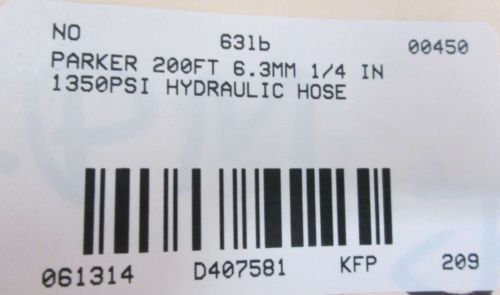 NO 631b 00450
PARKER 200FT 6.3MM 1/4 IN
1350PSI HYDRAULIC HOSE
061314 D407581 KFP 209